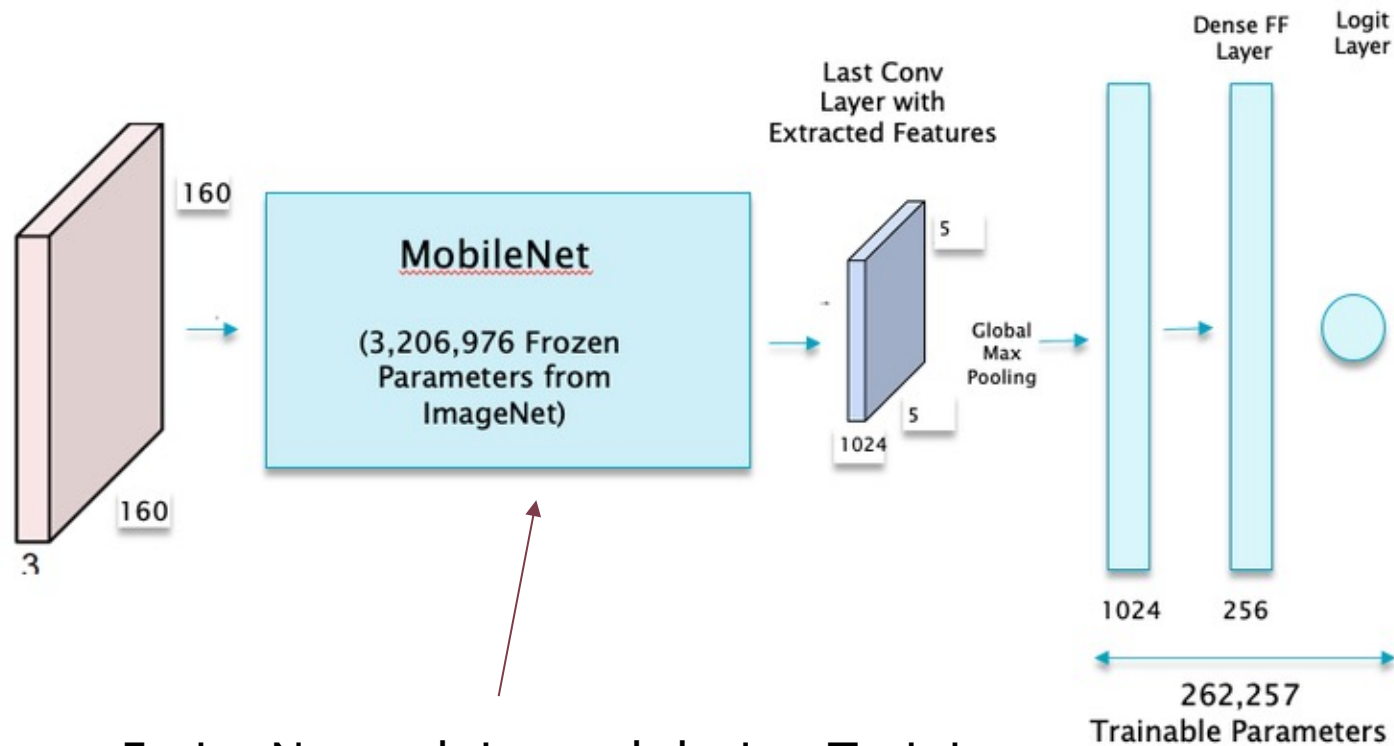 Dense FF
Layer
Logit
Layer
Last Conv
Layer with
Extracted Features
160
160
3
MobileNet
(3,206,976 Frozen
Parameters from
ImageNet)
5
5
1024
Global
Max
Pooling
1024
256
262,257
Trainable Parameters